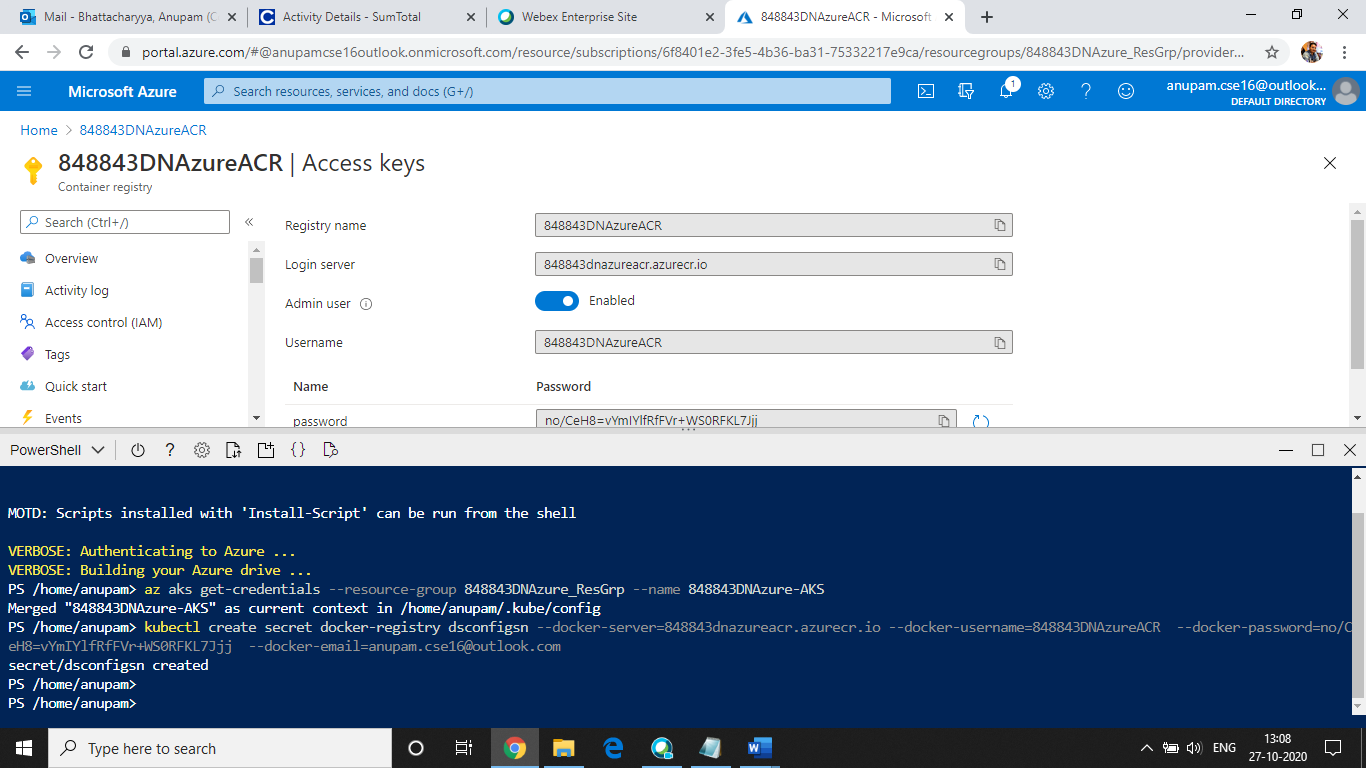 Mail - Bhattacharyya, Anupam (C
Activity Details - SumTotal
Webex Enterprise Site
848843DNAzureACR - Microsoft
portal.azure.com/#@anupamcse16outlook.onmicrosoft.com/resource/subscriptions/6f8401e2-3fe5-4b36-ba31-75332217e9ca/resourcegroups/848843DNAzure_ResGrp/provider...
Microsoft Azure
Search resources, services, and docs (G+/)
1
anupam.cse16@outlook...
DEFAULT DIRECTORY
Home > 848843DNAzureACR
848843DNAzureACR | Access keys
Container registry
Search (Ctrl+/)
«
Overview
Activity log
Access control (IAM)
Tags
Quick start
Events
Registry name
848843DNAzureACR
Login server
848843dnazureacr.azurecr.io
Admin user
Enabled
Username
848843DNAzureACR
Name Password
password no/CeH8=vYmIYlfRfFVr+WS0RFKL7Jjj
PowerShell
MOTD: Scripts installed with 'Install-Script' can be run from the shell
VERBOSE: Authenticating to Azure ...
VERBOSE: Building your Azure drive ...
PS /home/anupam> az aks get-credentials --resource-group 848843DNAzure_ResGrp --name 848843DNAzure-AKS
Merged "848843DNAzure-AKS" as current context in /home/anupam/.kube/config
PS /home/anupam> kubectl create secret docker-registry dsconfigsn --docker-server=848843dnazureacr.azurecr.io --docker-username=848843DNAzureACR --docker-password=no/C
eH8=vYmIYlfRfFVr+WS0RFKL7Jjj --docker-email=anupam.cse16@outlook.com
secret/dsconfigsn created
PS /home/anupam>
PS /home/anupam>
Type here to search
ENG
13:08
27-10-2020